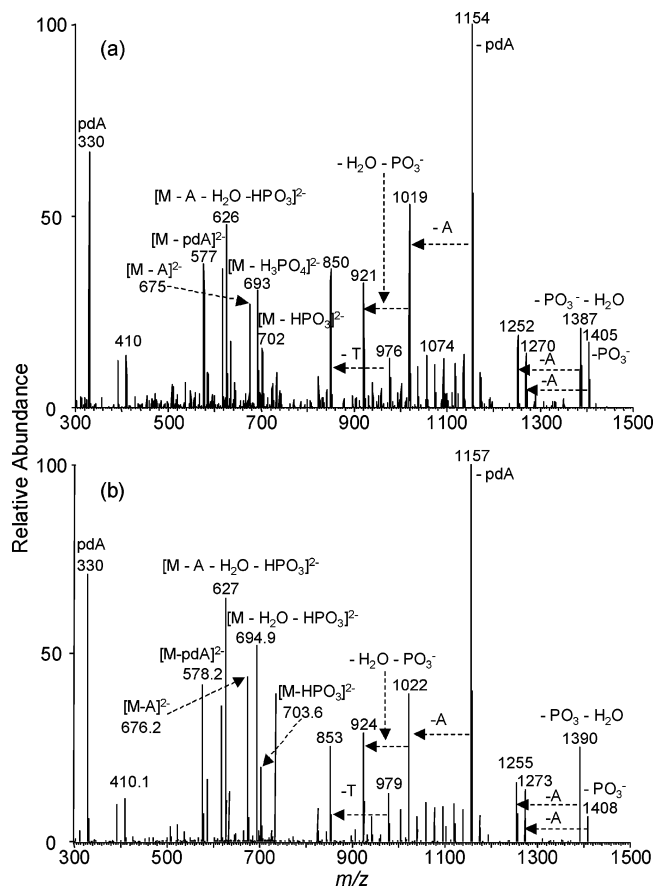 100
1154
(a)
- pdA
pdA
330
- H₂O - PO₃⁻
[M - A - H₂O -HPO₃]²⁻
626
1019
50
- A
[M - pdA]²⁻
577
[M - H₃PO₄]²⁻
850
[M - A]²⁻
693
921
- PO₃⁻ - H₂O
675
1387
[M - HPO₃]²⁻
1252
1405
410
702
- T
976
1074
1270
-PO₃⁻
-A
-A
0
300 500 700 900 1100 1300 1500
Relative Abundance
100
1157
(b)
- pdA
pdA
330
[M - A - H₂O - HPO₃]²⁻
627
[M - H₂O - HPO₃]²⁻
694.9
- H₂O - PO₃⁻
50
[M-pdA]²⁻
578.2
1022
[M-A]²⁻
676.2
[M-HPO₃]²⁻
703.6
924
-A
- PO₃ - H₂O
853
1390
1255
410.1
-T
979
1273
- PO₃⁻
-A
1408
-A
0
300 500 700 900 1100 1300 1500
m/z